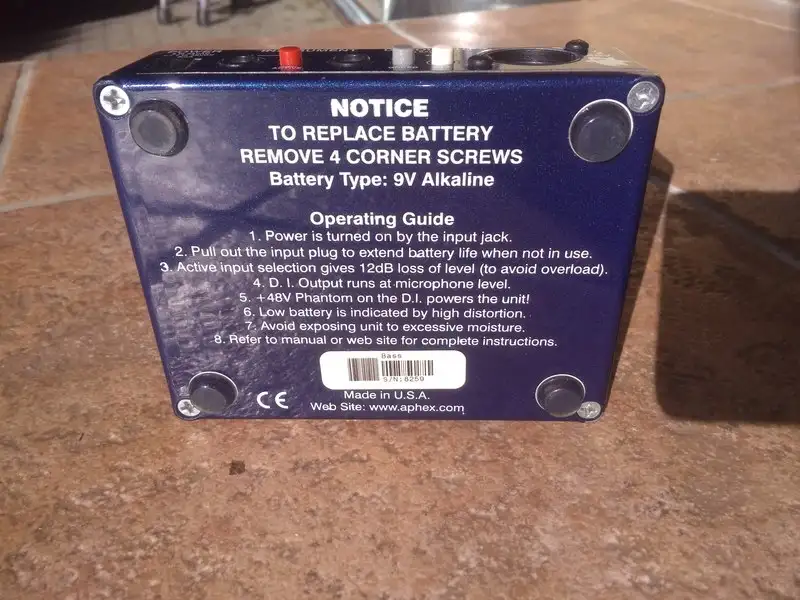 NOTICE
TO REPLACE BATTERY
REMOVE 4 CORNER SCREWS
Battery Type: 9V Alkaline
Operating Guide
1. Power is turned on by the input jack.
2. Pull out the input plug to extend battery life when not in use.
3. Active input selection gives 12dB loss of level (to avoid overload).
4. D. I. Output runs at microphone level.
5. +48V Phantom on the D.I. powers the unit!
6. Low battery is indicated by high distortion.
7. Avoid exposing unit to excessive moisture.
8. Refer to manual or web site for complete instructions.
Bass
S/N: 8259
CE
Made in U.S.A.
Web Site: www.aphex.com